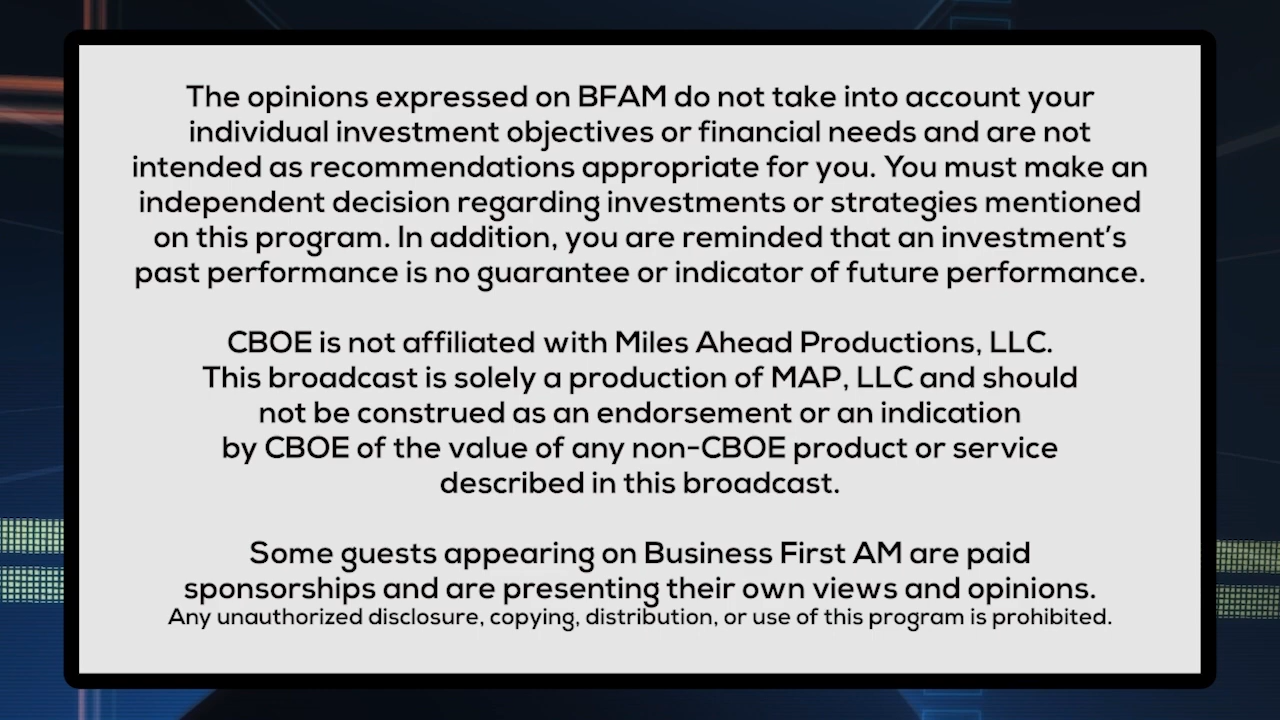 The opinions expressed on BFAM do not take into account your
individual investment objectives or financial needs and are not
intended as recommendations appropriate for you. You must make an
independent decision regarding investments or strategies mentioned
on this program. In addition, you are reminded that an investment’s
past performance is no guarantee or indicator of future performance.
CBOE is not affiliated with Miles Ahead Productions, LLC.
This broadcast is solely a production of MAP, LLC and should
not be construed as an endorsement or an indication
by CBOE of the value of any non-CBOE product or service
described in this broadcast.
Some guests appearing on Business First AM are paid
sponsorships and are presenting their own views and opinions.
Any unauthorized disclosure, copying, distribution, or use of this program is prohibited.